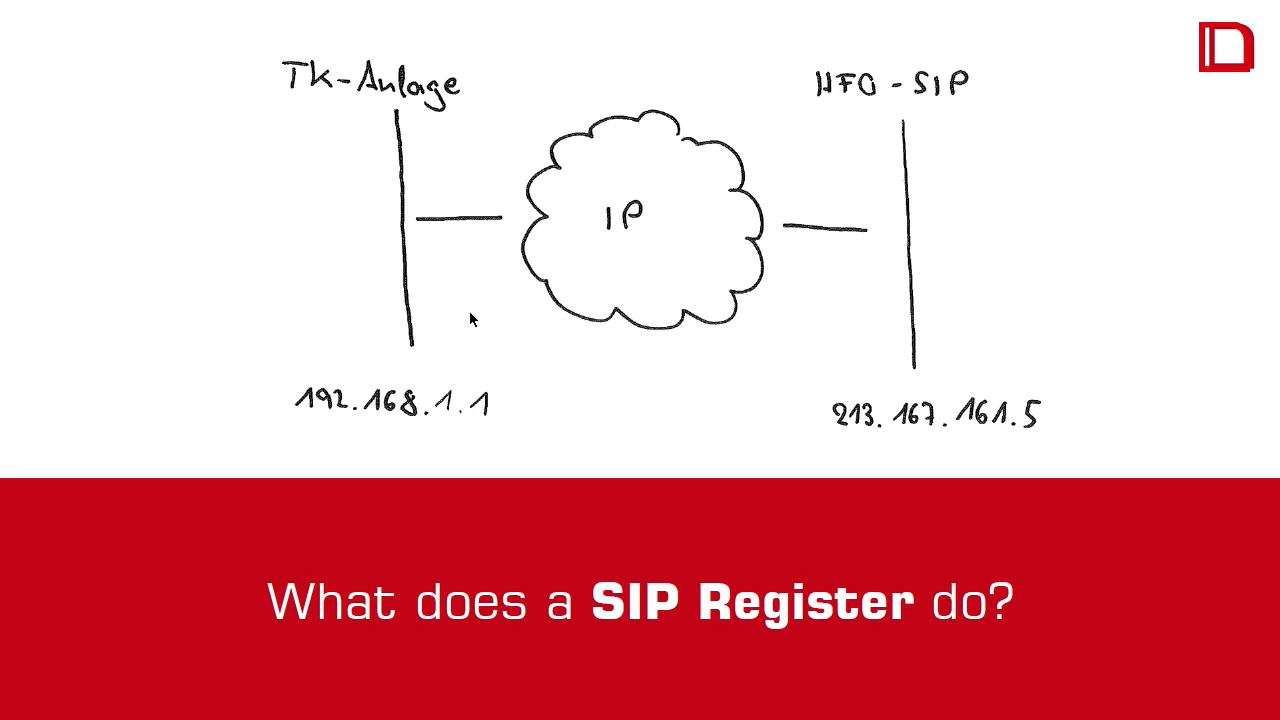 TK-Anlage
HFO - SIP
IP
192.168.1.1
213.167.161.5
What does a SIP Register do?